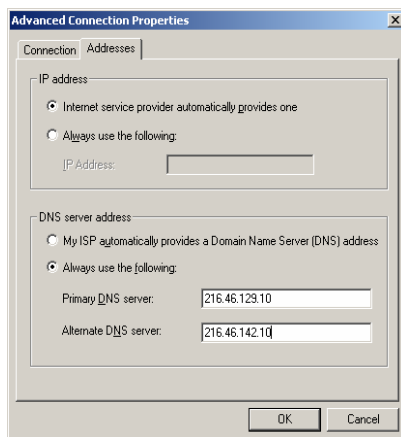 Advanced Connection Properties
Connection Addresses
IP address
Internet service provider automatically provides one
Always use the following:
IP Address:
DNS server address
My ISP automatically provides a Domain Name Server (DNS) address
Always use the following:
Primary DNS server: 216.46.129.10
Alternate DNS server: 216.46.142.10
OK Cancel